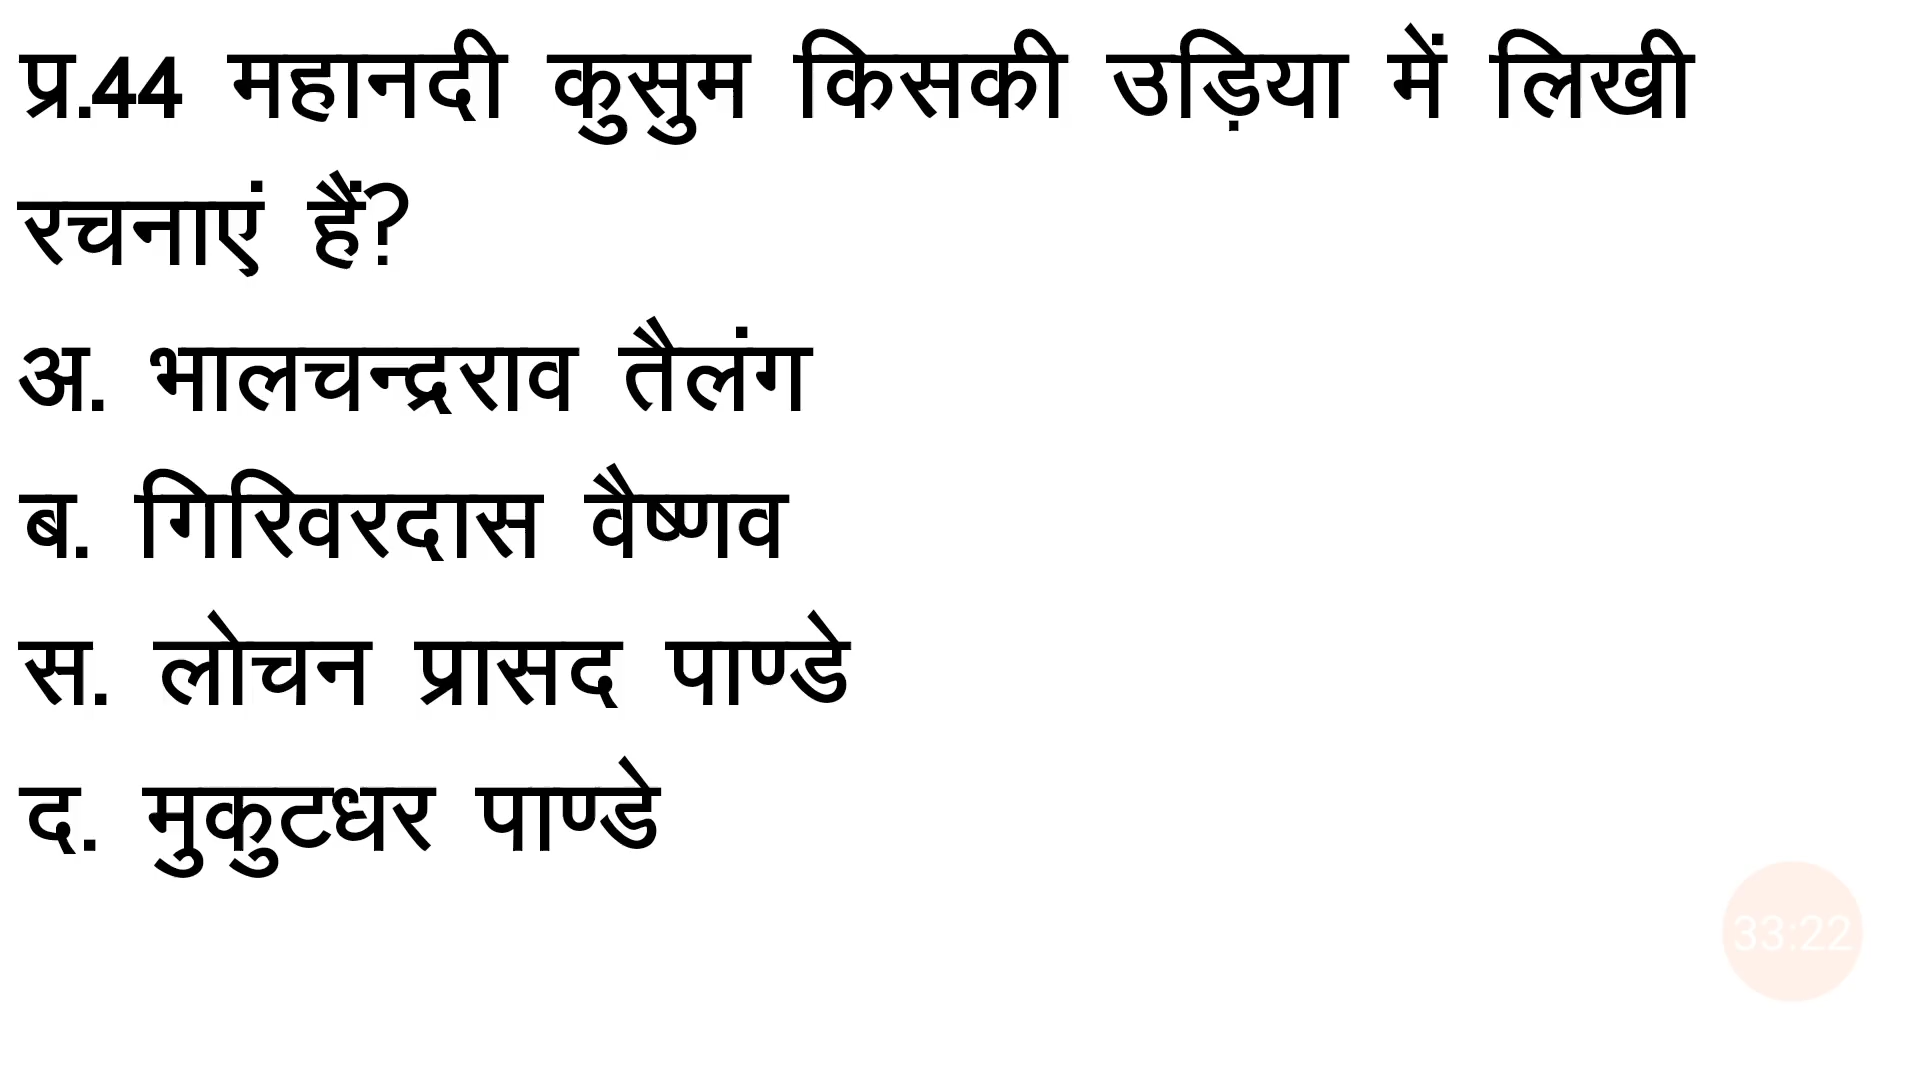 प्र.44 महानदी कुसुम किसकी उड़िया में लिखी
रचनाएं हैं?
अ. भालचन्द्रराव तैलंग
ब. गिरिवरदास वैष्णव
स. लोचन प्रासद पाण्डे
द. मुकुटधर पाण्डे
33:22